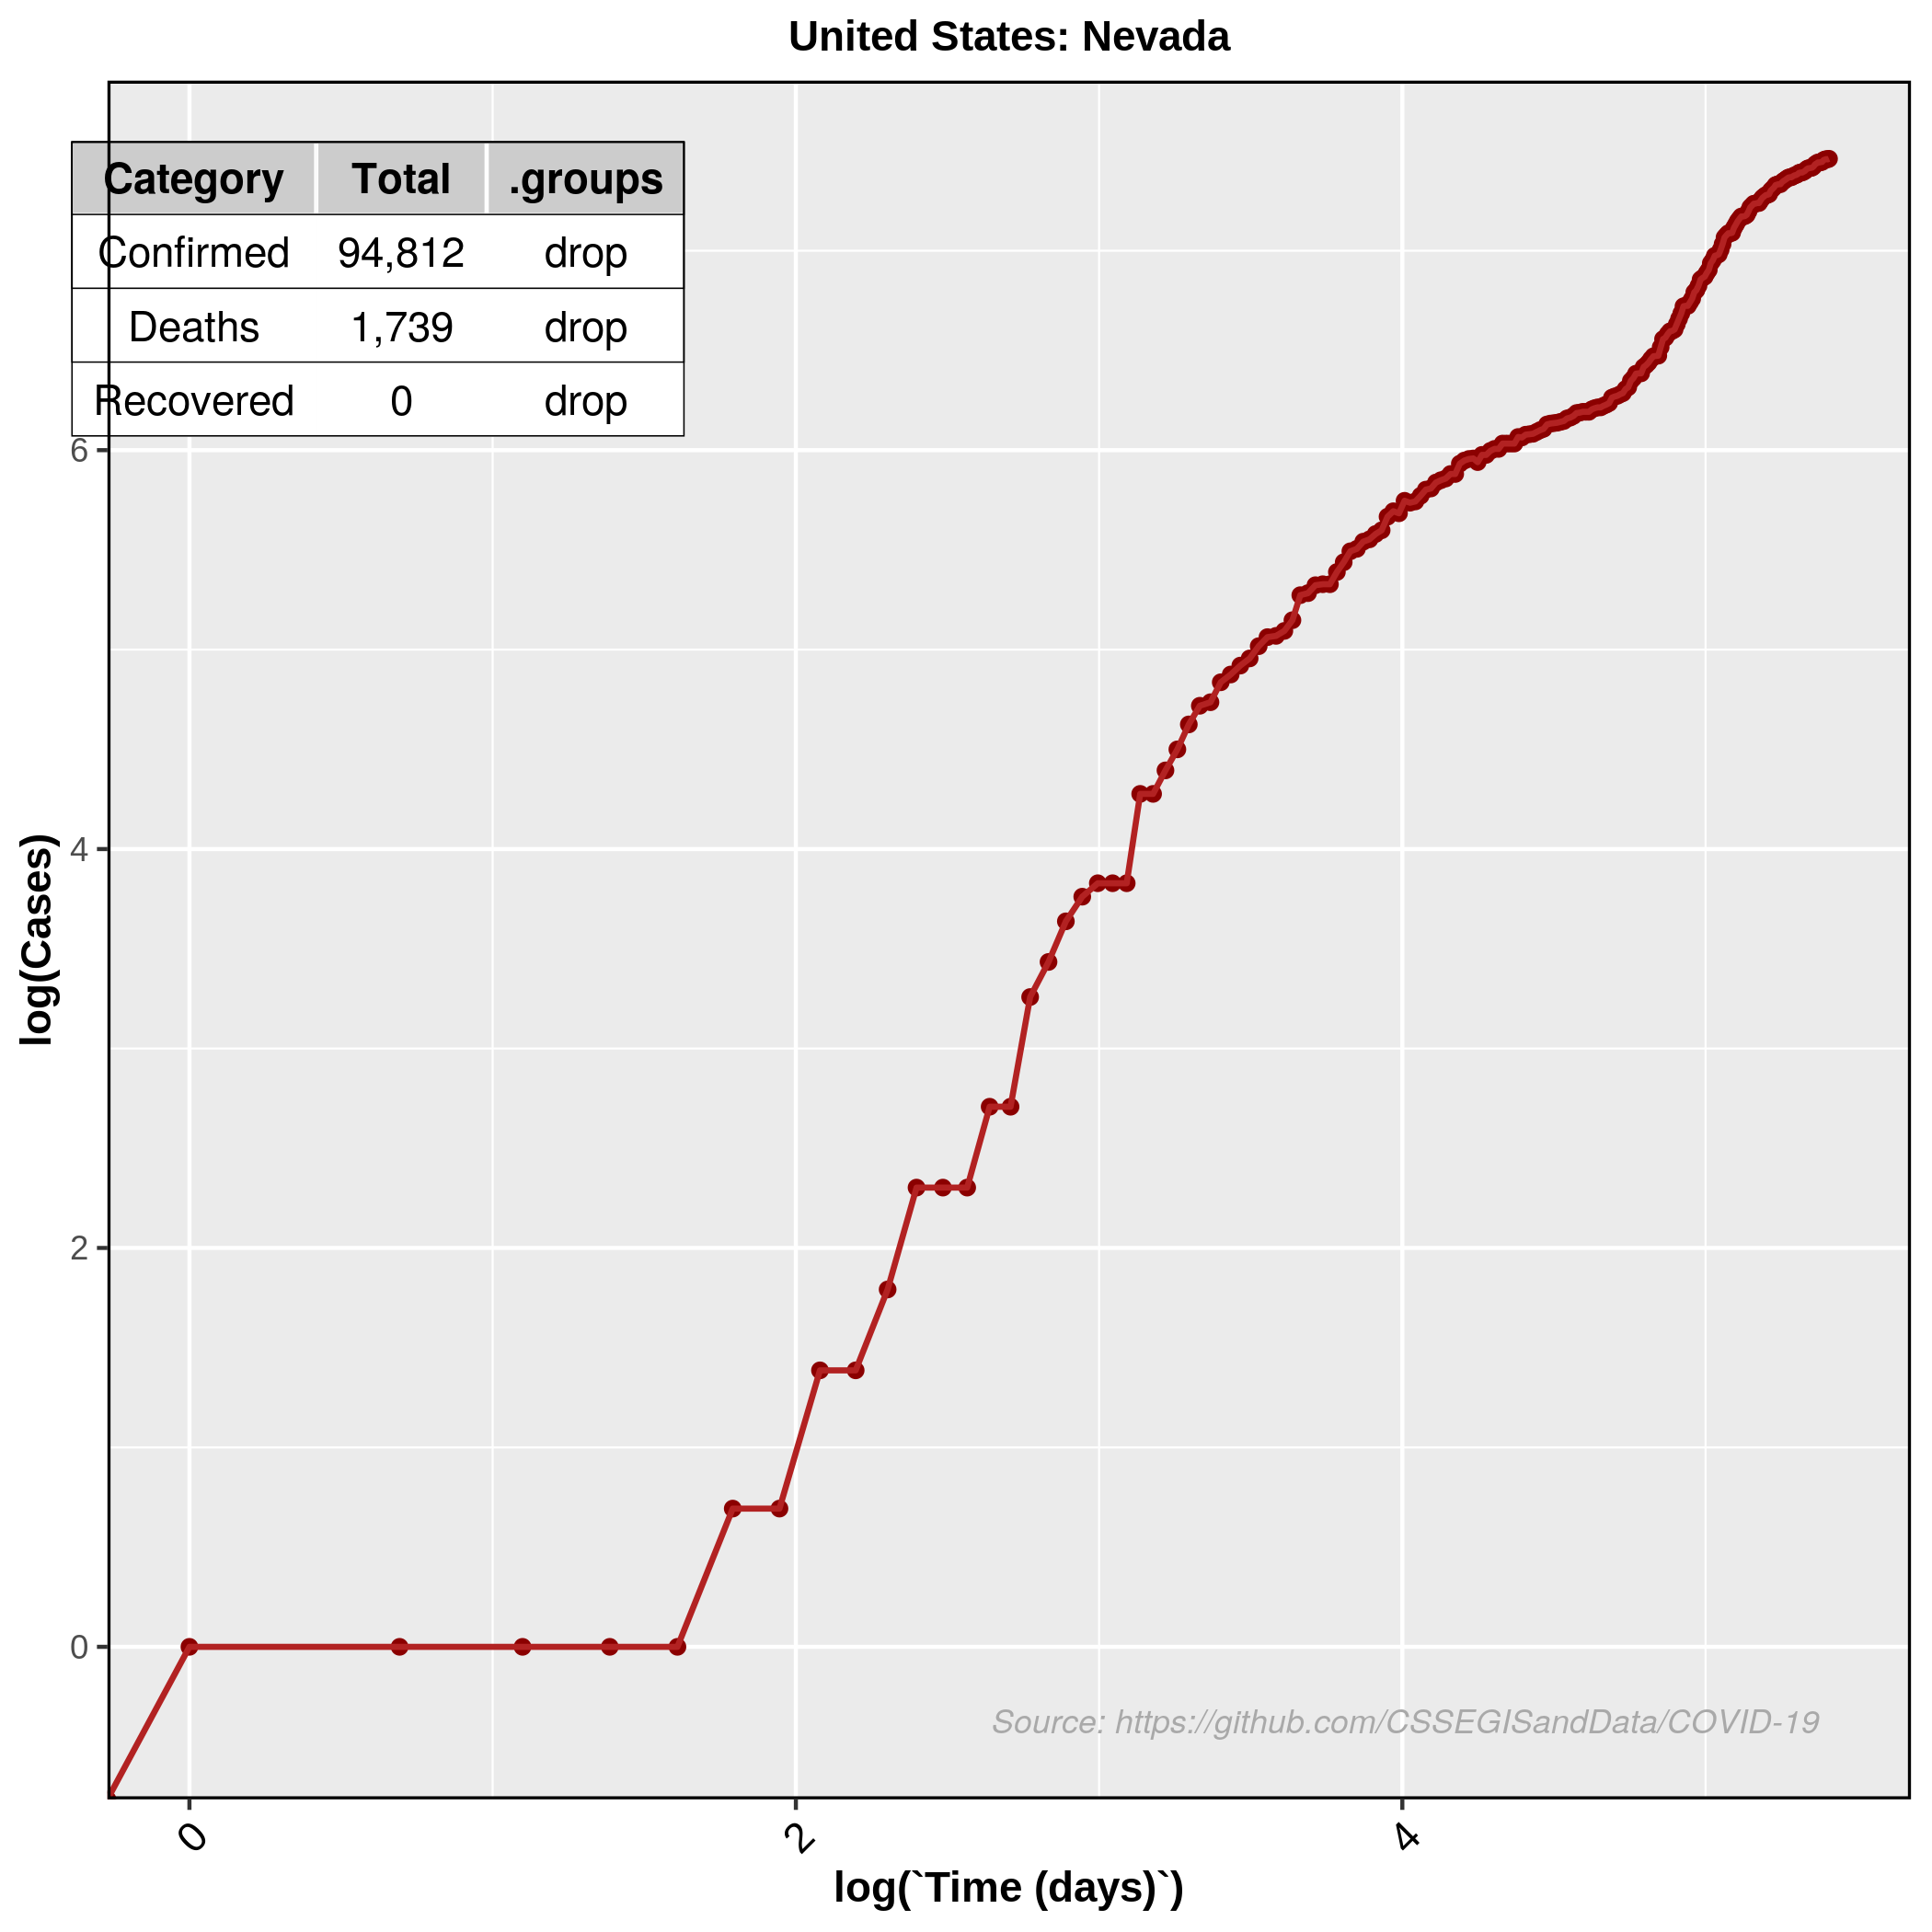 United States: Nevada
Category Total .groups
Confirmed 94,812 drop
Deaths 1,739 drop
Recovered 0 drop
6
4
2
0
log(Cases)
Source: https://github.com/CSSEGISandData/COVID-19
0 2 4
log(`Time (days)`)